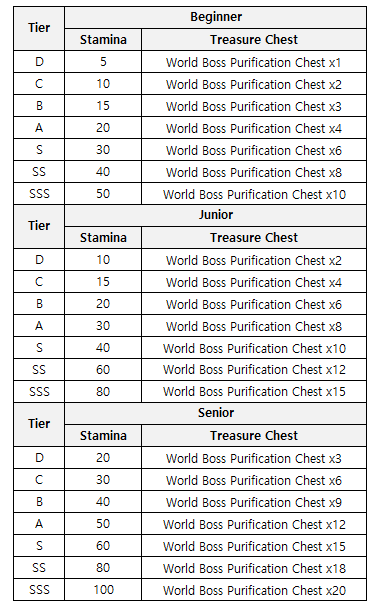 Tier Beginner
Stamina Treasure Chest
D 5 World Boss Purification Chest x1
C 10 World Boss Purification Chest x2
B 15 World Boss Purification Chest x3
A 20 World Boss Purification Chest x4
S 30 World Boss Purification Chest x6
SS 40 World Boss Purification Chest x8
SSS 50 World Boss Purification Chest x10
Tier Junior
Stamina Treasure Chest
D 10 World Boss Purification Chest x2
C 15 World Boss Purification Chest x4
B 20 World Boss Purification Chest x6
A 30 World Boss Purification Chest x8
S 40 World Boss Purification Chest x10
SS 60 World Boss Purification Chest x12
SSS 80 World Boss Purification Chest x15
Tier Senior
Stamina Treasure Chest
D 20 World Boss Purification Chest x3
C 30 World Boss Purification Chest x6
B 40 World Boss Purification Chest x9
A 50 World Boss Purification Chest x12
S 60 World Boss Purification Chest x15
SS 80 World Boss Purification Chest x18
SSS 100 World Boss Purification Chest x20